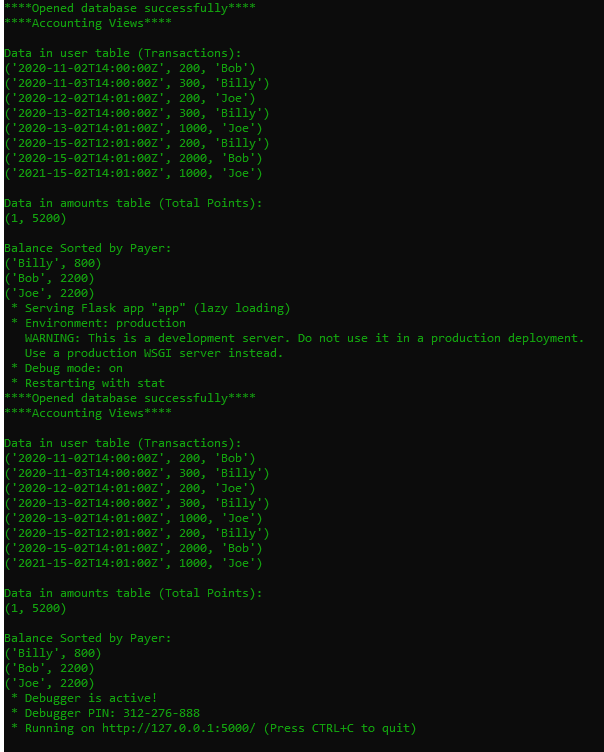 ****Opened database successfully****
****Accounting Views****
Data in user table (Transactions):
('2020-11-02T14:00:00Z', 200, 'Bob')
('2020-11-03T14:00:00Z', 300, 'Billy')
('2020-12-02T14:01:00Z', 200, 'Joe')
('2020-13-02T14:00:00Z', 300, 'Billy')
('2020-13-02T14:01:00Z', 1000, 'Joe')
('2020-15-02T12:01:00Z', 200, 'Billy')
('2020-15-02T14:01:00Z', 2000, 'Bob')
('2021-15-02T14:01:00Z', 1000, 'Joe')
Data in amounts table (Total Points):
(1, 5200)
Balance Sorted by Payer:
('Billy', 800)
('Bob', 2200)
('Joe', 2200)
 * Serving Flask app "app" (lazy loading)
 * Environment: production
   WARNING: This is a development server. Do not use it in a production deployment.
   Use a production WSGI server instead.
 * Debug mode: on
 * Restarting with stat
****Opened database successfully****
****Accounting Views****
Data in user table (Transactions):
('2020-11-02T14:00:00Z', 200, 'Bob')
('2020-11-03T14:00:00Z', 300, 'Billy')
('2020-12-02T14:01:00Z', 200, 'Joe')
('2020-13-02T14:00:00Z', 300, 'Billy')
('2020-13-02T14:01:00Z', 1000, 'Joe')
('2020-15-02T12:01:00Z', 200, 'Billy')
('2020-15-02T14:01:00Z', 2000, 'Bob')
('2021-15-02T14:01:00Z', 1000, 'Joe')
Data in amounts table (Total Points):
(1, 5200)
Balance Sorted by Payer:
('Billy', 800)
('Bob', 2200)
('Joe', 2200)
 * Debugger is active!
 * Debugger PIN: 312-276-888
 * Running on http://127.0.0.1:5000/ (Press CTRL+C to quit)